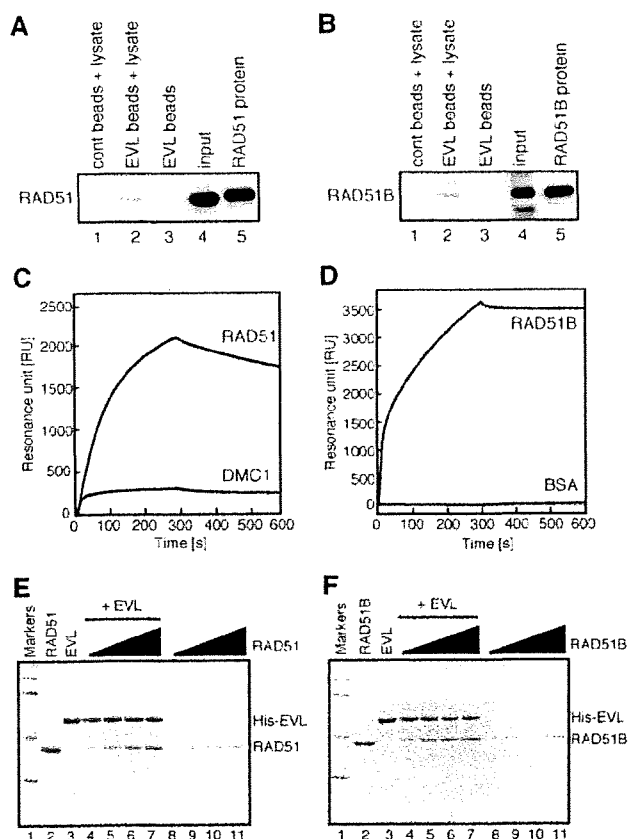 A
cont beads + lysate
EVL beads + lysate
EVL beads
input
RAD51 protein
RAD51
1 2 3 4 5
B
cont beads + lysate
EVL beads + lysate
EVL beads
input
RAD51B protein
RAD51B
1 2 3 4 5
C
Resonance unit [RU]
2500
2000
1500
1000
500
0
RAD51
DMC1
0 100 200 300 400 500 600
Time [s]
D
Resonance unit [RU]
3500
3000
2500
2000
1500
1000
500
0
RAD51B
BSA
0 100 200 300 400 500 600
Time [s]
E
Markers
RAD51
EVL
+ EVL
RAD51
His-EVL
RAD51
1 2 3 4 5 6 7 8 9 10 11
F
Markers
RAD51B
EVL
+ EVL
RAD51B
His-EVL
RAD51B
1 2 3 4 5 6 7 8 9 10 11